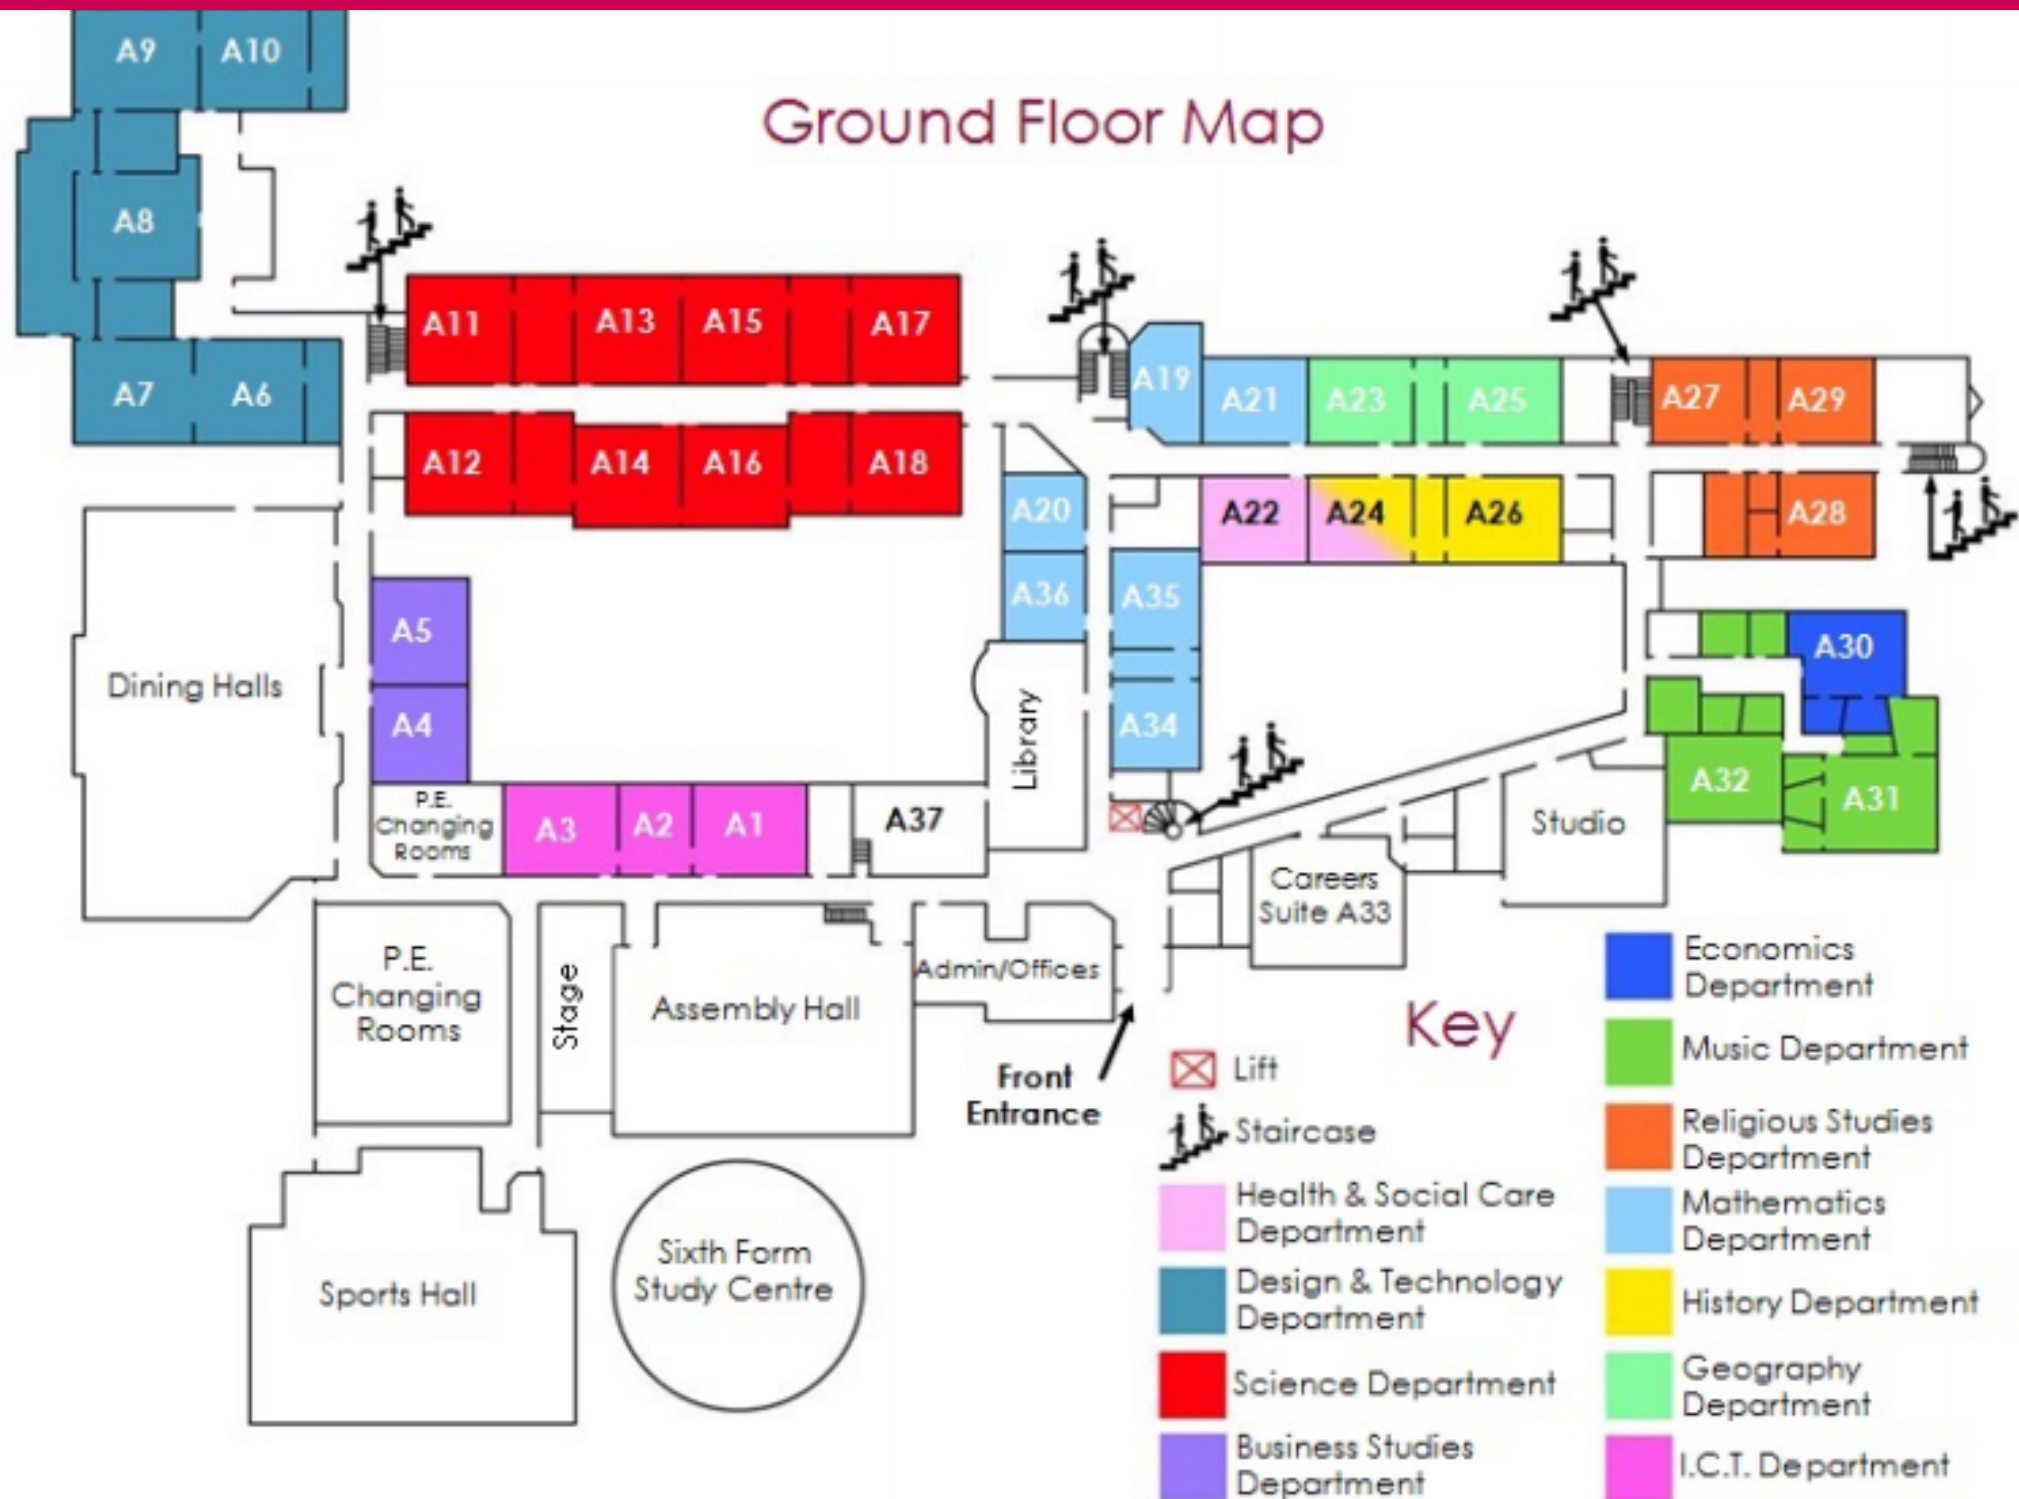 Ground Floor Map
A9
A10
A8
A7
A6
A11
A13
A15
A17
A12
A14
A16
A18
A19
A21
A23
A25
A27
A29
A20
A22
A24
A26
A28
A36
A35
A34
A5
A4
A30
A32
A31
Dining Halls
Library
P.E.
Changing
Rooms
A3
A2
A1
A37
Studio
Careers
Suite A33
P.E.
Changing
Rooms
Stage
Assembly Hall
Admin/Offices
Front
Entrance
Sports Hall
Sixth Form
Study Centre
Key
Lift
Staircase
Health & Social Care
Department
Design & Technology
Department
Science Department
Business Studies
Department
Economics
Department
Music Department
Religious Studies
Department
Mathematics
Department
History Department
Geography
Department
I.C.T. Department